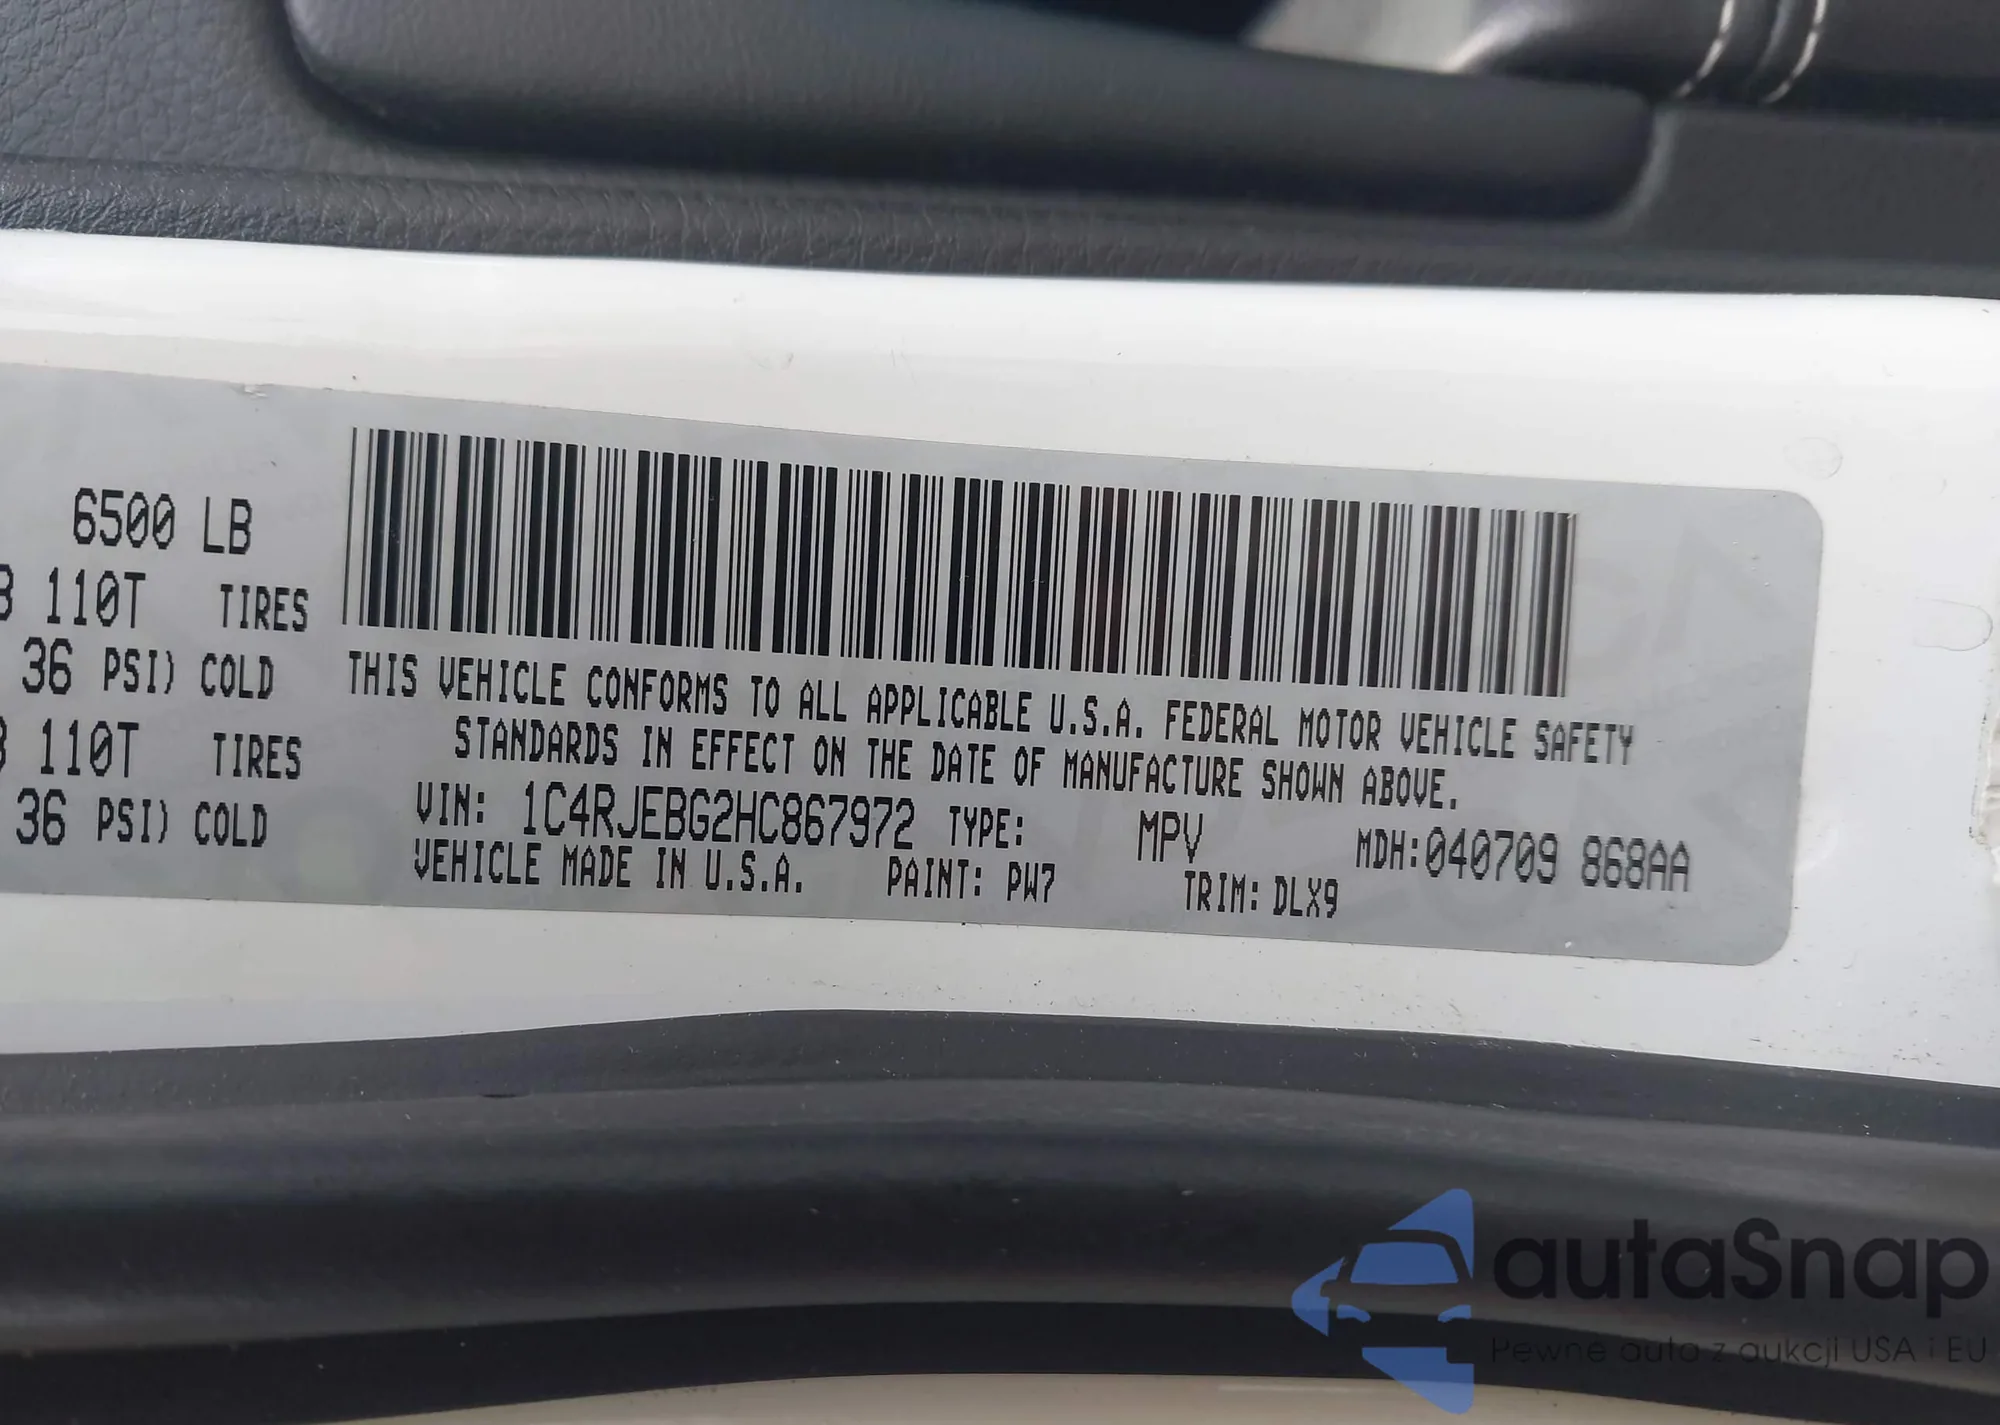 6500 LB
110T TIRES
36 PSI) COLD
110T TIRES
36 PSI) COLD
THIS VEHICLE CONFORMS TO ALL APPLICABLE U.S.A. FEDERAL MOTOR VEHICLE SAFETY
STANDARDS IN EFFECT ON THE DATE OF MANUFACTURE SHOWN ABOVE.
VIN: 1C4RJEBG2HC867972 TYPE: MPV MDH:040709 868AA
VEHICLE MADE IN U.S.A. PAINT: PW7 TRIM: DLX9
autaSnap
Pewne auto z aukcji USA i EU